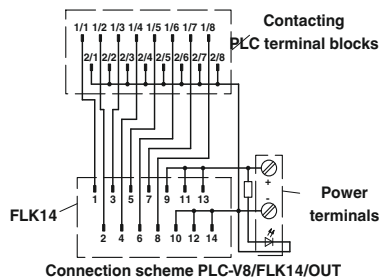 Contacting
1/1 1/2 1/3 1/4 1/5 1/6 1/7 1/8
PLC terminal blocks
2/1 2/2 2/3 2/4 2/5 2/6 2/7 2/8
FLK14
1 3 5 7 9 11 13
2 4 6 8 10 12 14
+
-
Power
terminals
Connection scheme PLC-V8/FLK14/OUT